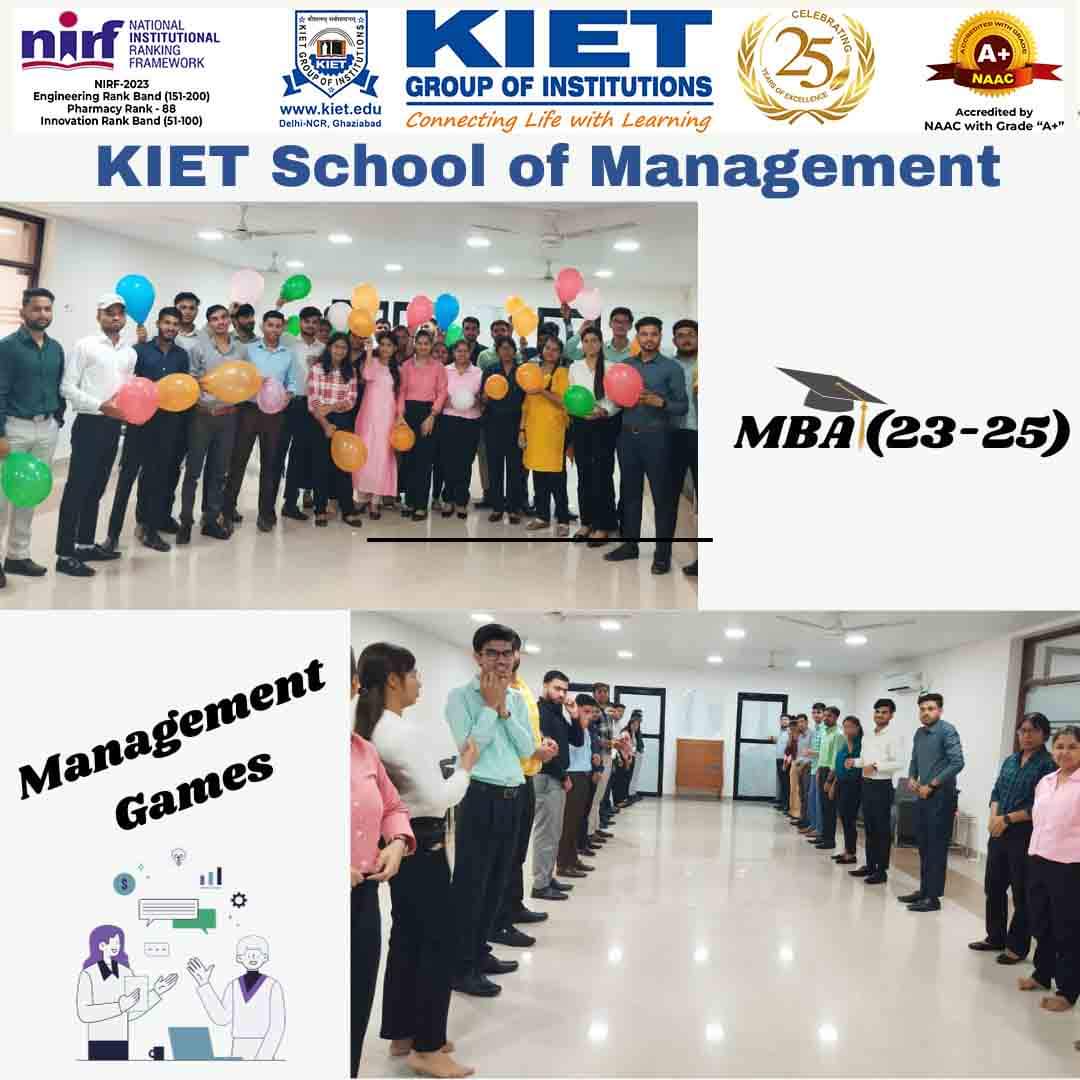 nirf
NATIONAL
INSTITUTIONAL
RANKING
FRAMEWORK
NIRF-2023
Engineering Rank Band (151-200)
Pharmacy Rank - 88
Innovation Rank Band (51-100)
KIET
KIET GROUP OF INSTITUTIONS
www.kiet.edu
Delhi-NCR, Ghaziabad
KIET
GROUP OF INSTITUTIONS
Connecting Life with Learning
CELEBRATING
25
YEARS OF EXCELLENCE
ACCREDITED WITH GRADE
A+
NAAC
Accredited by
NAAC with Grade “A+”
KIET School of Management
MBA (23-25)
Management
Games
$